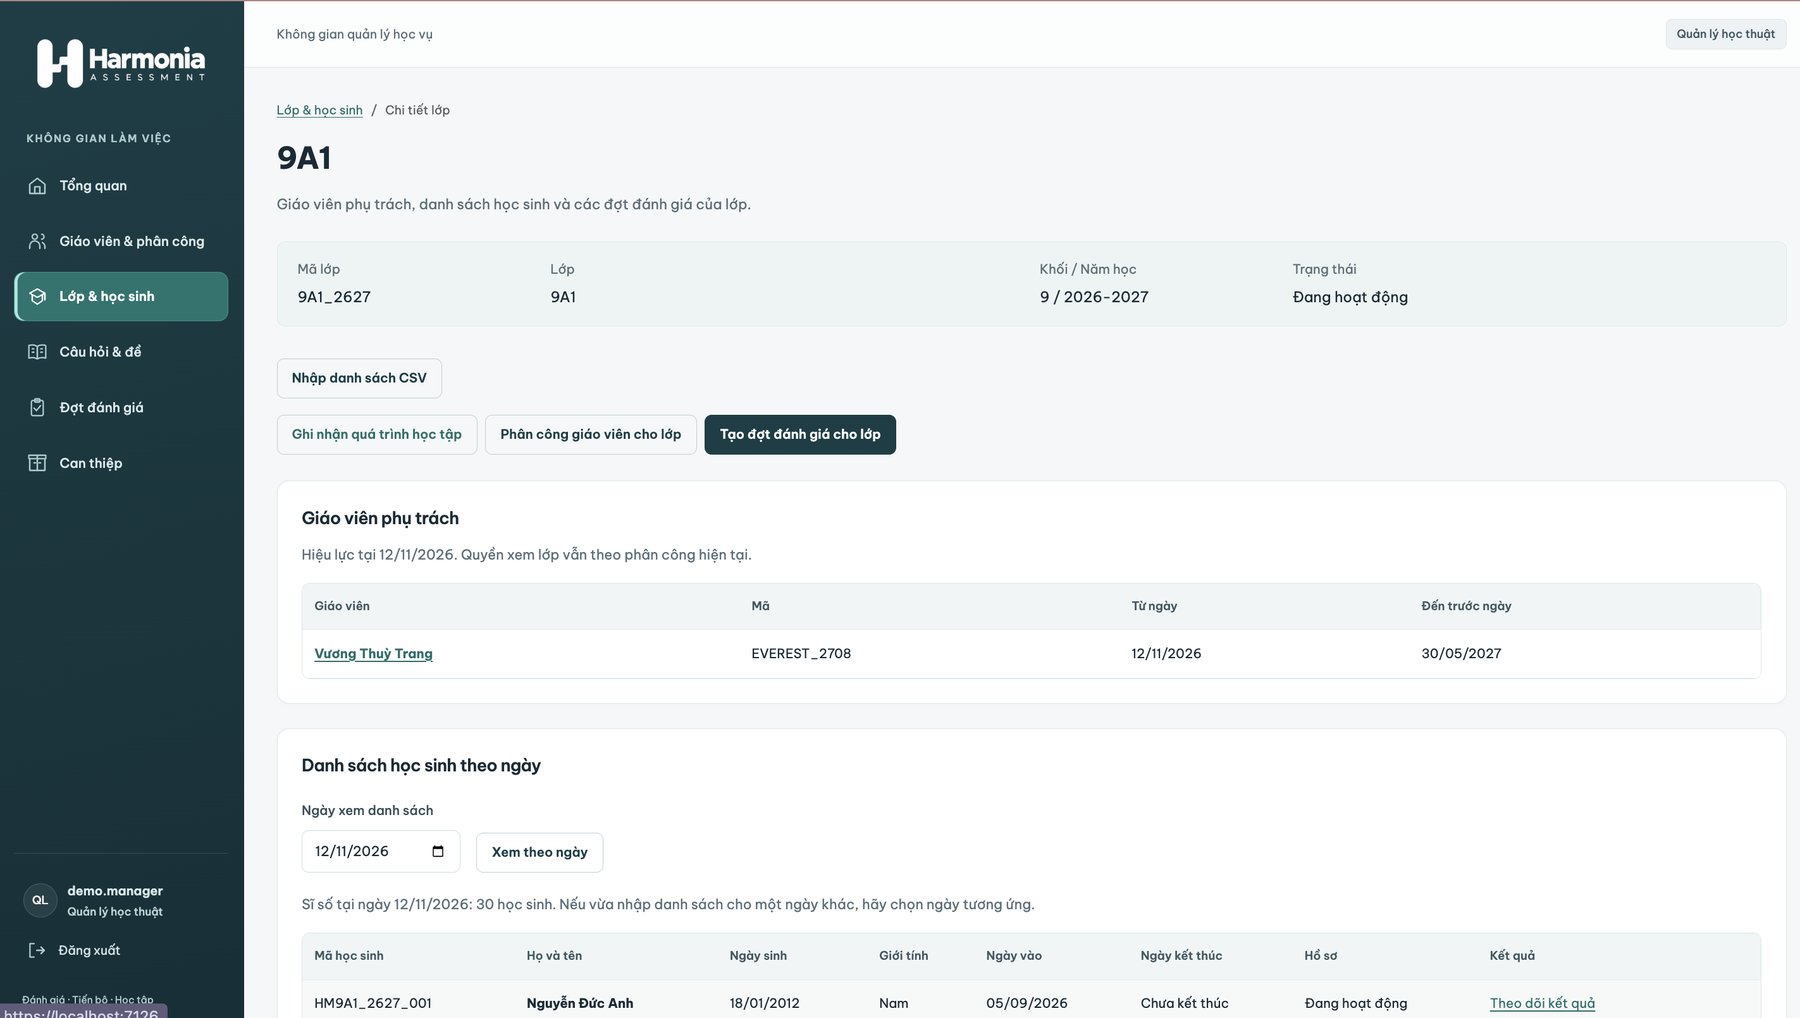 Harmonia
ASSESSMENT
Không gian quản lý học vụ
Quản lý học thuật
KHÔNG GIAN LÀM VIỆC
Tổng quan
Giáo viên & phân công
Lớp & học sinh
Câu hỏi & đề
Đợt đánh giá
Can thiệp
QL
demo.manager
Quản lý học thuật
Đăng xuất
Đánh giá · Tiến bộ · Học tập
https://localhost:7126
Lớp & học sinh / Chi tiết lớp
9A1
Giáo viên phụ trách, danh sách học sinh và các đợt đánh giá của lớp.
Mã lớp Lớp Khối / Năm học Trạng thái
9A1_2627 9A1 9 / 2026-2027 Đang hoạt động
Nhập danh sách CSV
Ghi nhận quá trình học tập Phân công giáo viên cho lớp Tạo đợt đánh giá cho lớp
Giáo viên phụ trách
Hiệu lực tại 12/11/2026. Quyền xem lớp vẫn theo phân công hiện tại.
Giáo viên Mã Từ ngày Đến trước ngày
Vương Thuỳ Trang EVEREST_2708 12/11/2026 30/05/2027
Danh sách học sinh theo ngày
Ngày xem danh sách
12/11/2026 Xem theo ngày
Sĩ số tại ngày 12/11/2026: 30 học sinh. Nếu vừa nhập danh sách cho một ngày khác, hãy chọn ngày tương ứng.
Mã học sinh Họ và tên Ngày sinh Giới tính Ngày vào Ngày kết thúc Hồ sơ Kết quả
HM9A1_2627_001 Nguyễn Đức Anh 18/01/2012 Nam 05/09/2026 Chưa kết thúc Đang hoạt động Theo dõi kết quả